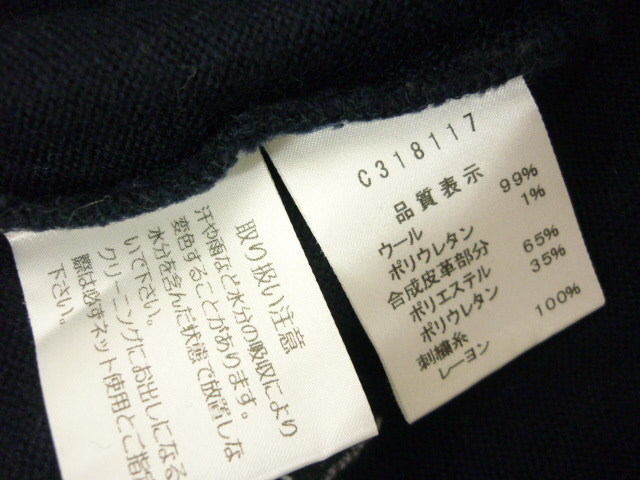 C318117
品質表示
ウール 99%
ポリウレタン 1%
合成皮革部分
ポリエステル 65%
ポリウレタン 35%
刺繍糸
レーヨン 100%
取り扱い注意
汗や雨など水分の吸収により
変色することがあります。
水分を含んだ状態で放置しな
いで下さい。
クリーニングにお出しになる
際は必ずネット使用とご指
下さい。